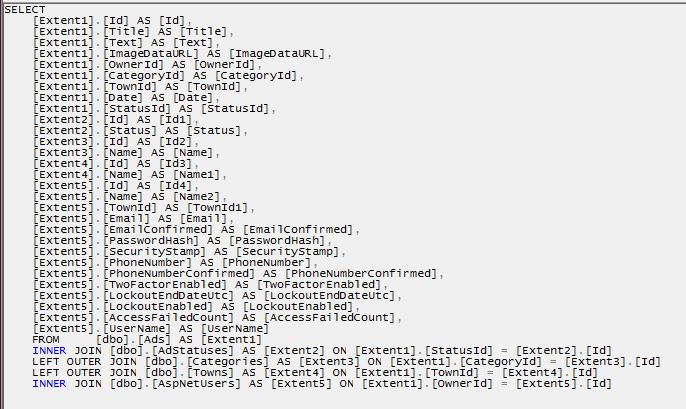 SELECT
[Extent1].[Id] AS [Id],
[Extent1].[Title] AS [Title],
[Extent1].[Text] AS [Text],
[Extent1].[ImageDataURL] AS [ImageDataURL],
[Extent1].[OwnerId] AS [OwnerId],
[Extent1].[CategoryId] AS [CategoryId],
[Extent1].[TownId] AS [TownId],
[Extent1].[Date] AS [Date],
[Extent1].[StatusId] AS [StatusId],
[Extent2].[Id] AS [Id1],
[Extent2].[Status] AS [Status],
[Extent3].[Id] AS [Id2],
[Extent3].[Name] AS [Name],
[Extent4].[Id] AS [Id3],
[Extent4].[Name] AS [Name1],
[Extent5].[Id] AS [Id4],
[Extent5].[Name] AS [Name2],
[Extent5].[TownId] AS [TownId1],
[Extent5].[Email] AS [Email],
[Extent5].[EmailConfirmed] AS [EmailConfirmed],
[Extent5].[PasswordHash] AS [PasswordHash],
[Extent5].[SecurityStamp] AS [SecurityStamp],
[Extent5].[PhoneNumber] AS [PhoneNumber],
[Extent5].[PhoneNumberConfirmed] AS [PhoneNumberConfirmed],
[Extent5].[TwoFactorEnabled] AS [TwoFactorEnabled],
[Extent5].[LockoutEndDateUtc] AS [LockoutEndDateUtc],
[Extent5].[LockoutEnabled] AS [LockoutEnabled],
[Extent5].[AccessFailedCount] AS [AccessFailedCount],
[Extent5].[UserName] AS [UserName]
FROM [dbo].[Ads] AS [Extent1]
INNER JOIN [dbo].[AdStatuses] AS [Extent2] ON [Extent1].[StatusId] = [Extent2].[Id]
LEFT OUTER JOIN [dbo].[Categories] AS [Extent3] ON [Extent1].[CategoryId] = [Extent3].[Id]
LEFT OUTER JOIN [dbo].[Towns] AS [Extent4] ON [Extent1].[TownId] = [Extent4].[Id]
INNER JOIN [dbo].[AspNetUsers] AS [Extent5] ON [Extent1].[OwnerId] = [Extent5].[Id]